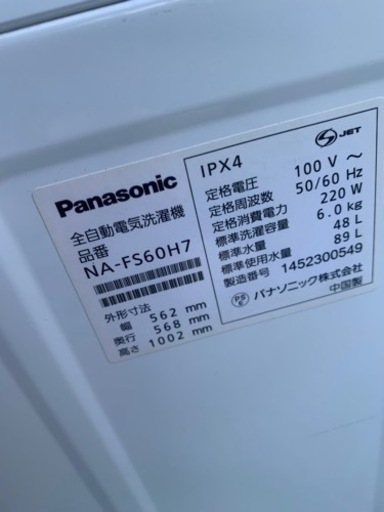 Panasonic
全自動電気洗濯機
品番
NA-FS60H7
外形寸法
幅 562 mm
奥行 568 mm
高さ 1002 mm
IPX4
JET
定格電圧 100 V ～
定格周波数 50/60 Hz
定格消費電力 220 W
標準洗濯容量 6.0kg
標準水量 48 L
標準使用水量 89 L
製造番号 1452300549
PS E パナソニック株式会社
中国製